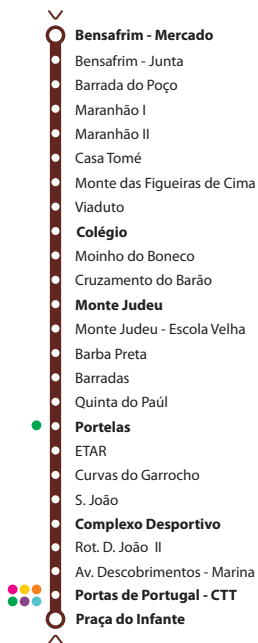 Bensafrim - Mercado
Bensafrim - Junta
Barrada do Poço
Maranhão I
Maranhão II
Casa Tomé
Monte das Figueiras de Cima
Viaduto
Colégio
Moinho do Boneco
Cruzamento do Barão
Monte Judeu
Monte Judeu - Escola Velha
Barba Preta
Barradas
Quinta do Paúl
Portelas
ETAR
Curvas do Garrocho
S. João
Complexo Desportivo
Rot. D. João II
Av. Descobrimentos - Marina
Portas de Portugal - CTT
Praça do Infante